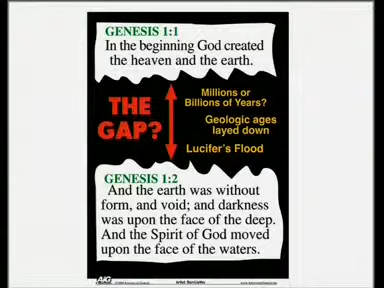 GENESIS 1:1
In the beginning God created
the heaven and the earth.
THE
GAP?
Millions or
Billions of Years?
Geologic ages
layed down
Lucifer's Flood
GENESIS 1:2
And the earth was without
form, and void; and darkness
was upon the face of the deep.
And the Spirit of God moved
upon the face of the waters.